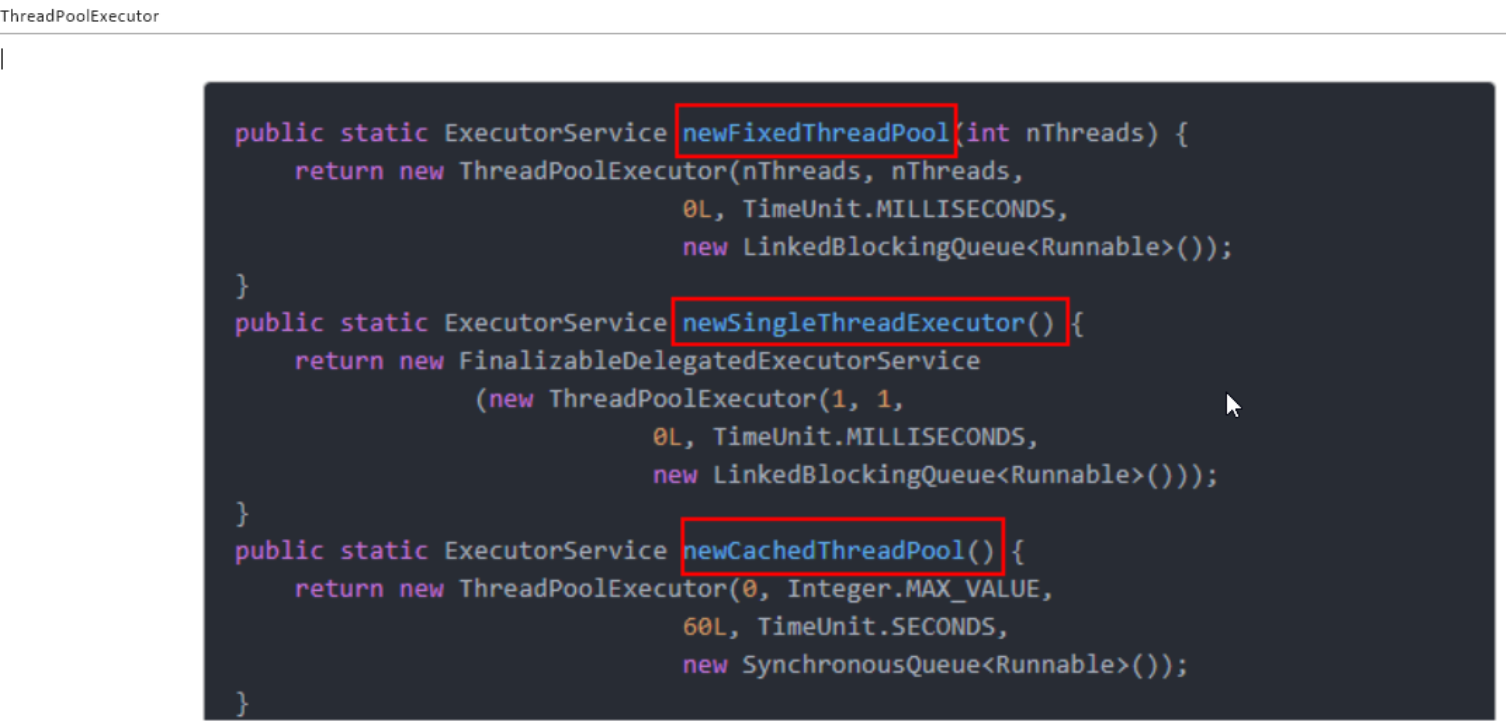 ThreadPoolExecutor
public static ExecutorService newFixedThreadPool(int nThreads) {
return new ThreadPoolExecutor(nThreads, nThreads,
0L, TimeUnit.MILLISECONDS,
new LinkedBlockingQueue<Runnable>());
}
public static ExecutorService newSingleThreadExecutor() {
return new FinalizableDelegatedExecutorService
(new ThreadPoolExecutor(1, 1,
0L, TimeUnit.MILLISECONDS,
new LinkedBlockingQueue<Runnable>()));
}
public static ExecutorService newCachedThreadPool() {
return new ThreadPoolExecutor(0, Integer.MAX_VALUE,
60L, TimeUnit.SECONDS,
new SynchronousQueue<Runnable>());
}